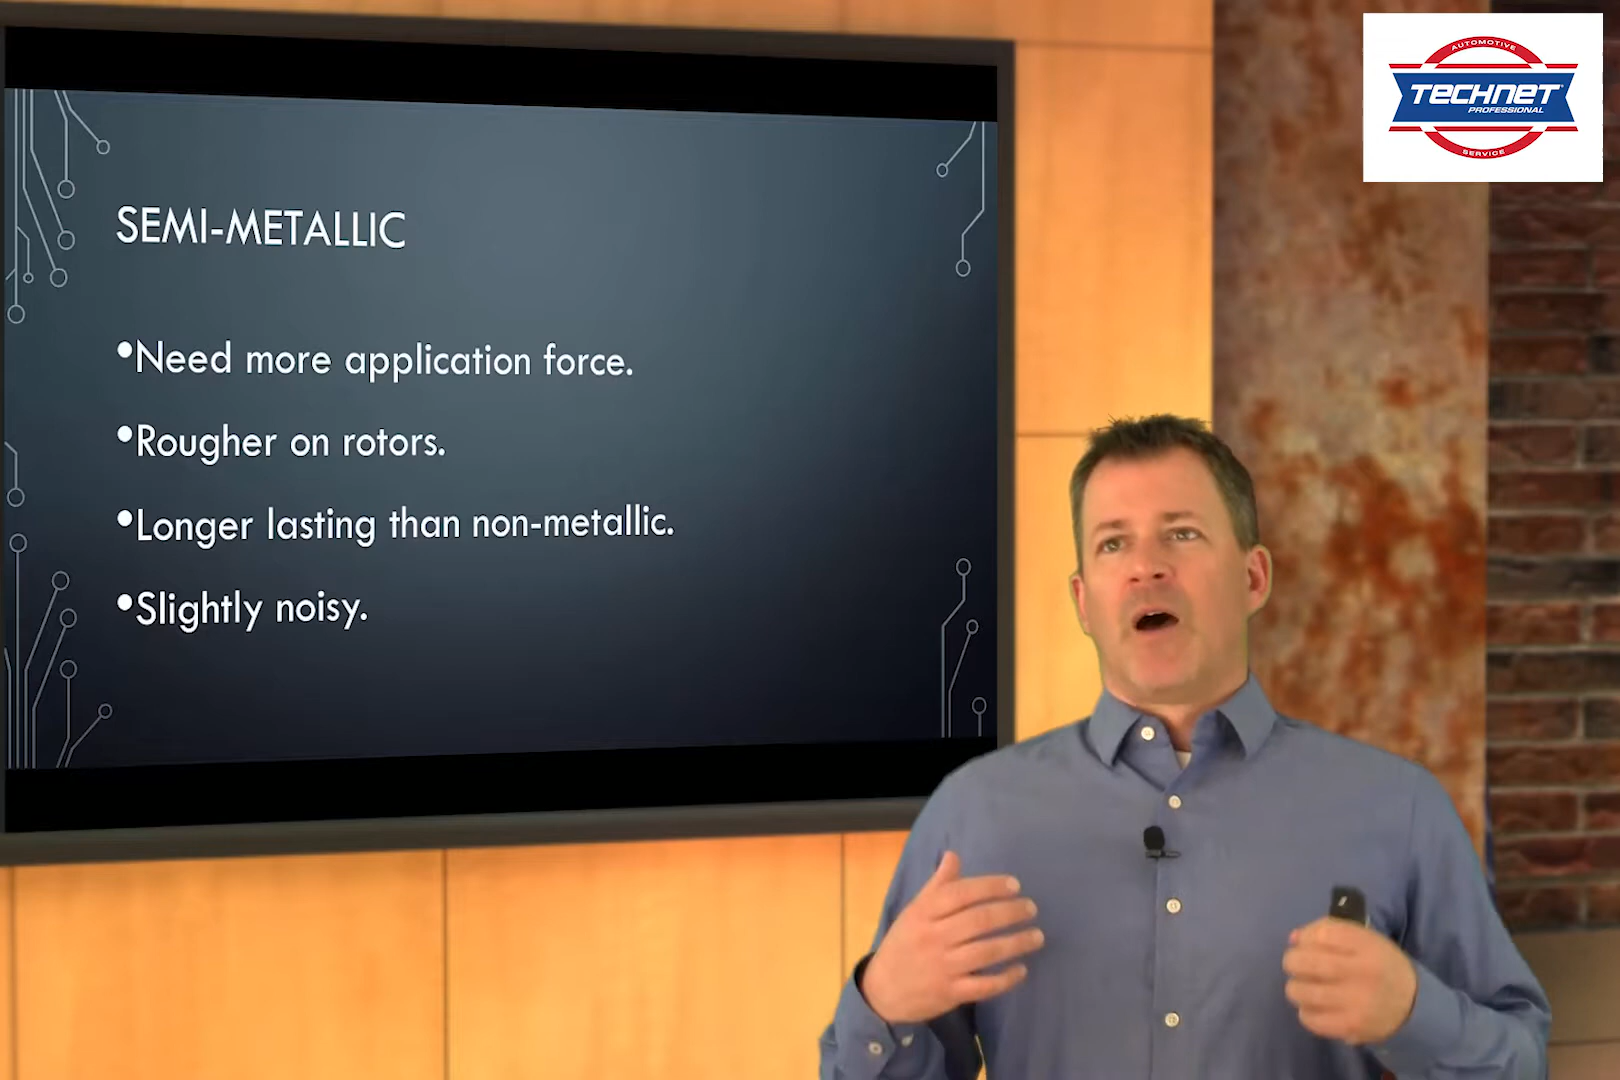 SEMI-METALLIC
•Need more application force.
•Rougher on rotors.
•Longer lasting than non-metallic.
•Slightly noisy.
AUTOMOTIVE
TECHNET
PROFESSIONAL
SERVICE